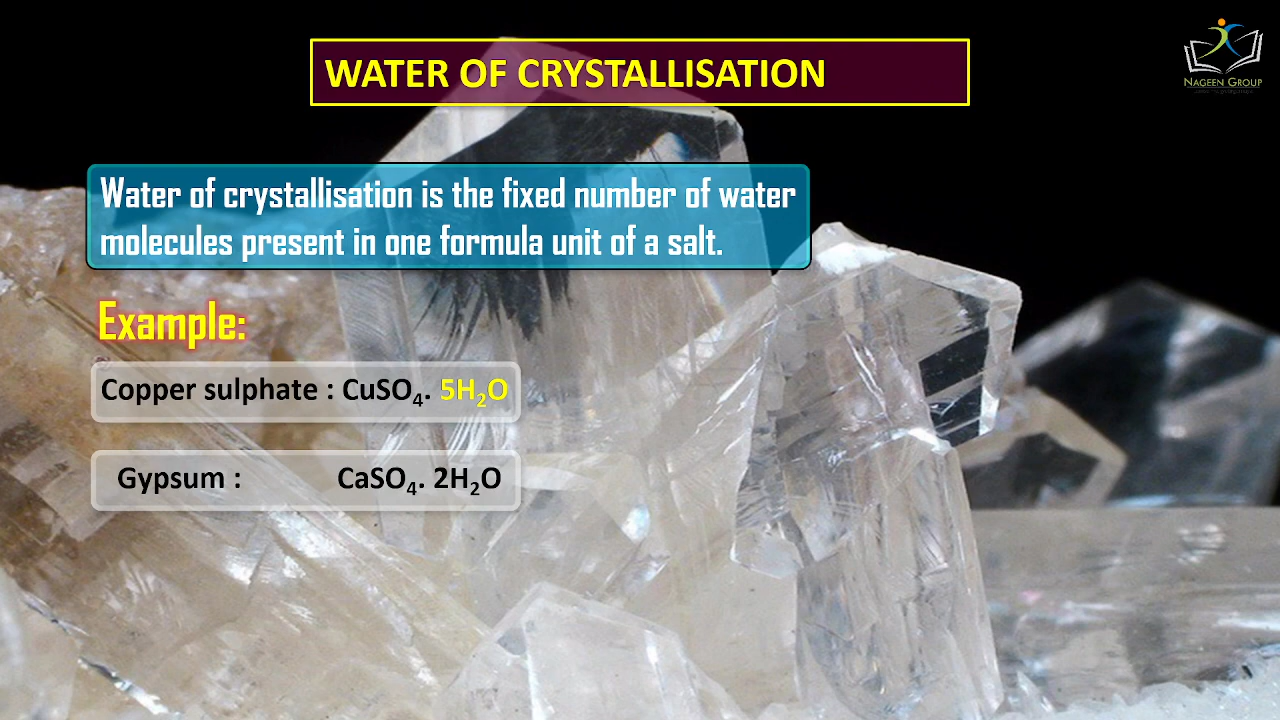 WATER OF CRYSTALLISATION
NAGEEN GROUP
Water of crystallisation is the fixed number of water
molecules present in one formula unit of a salt.
Example:
Copper sulphate : CuSO₄. 5H₂O
Gypsum : CaSO₄. 2H₂O